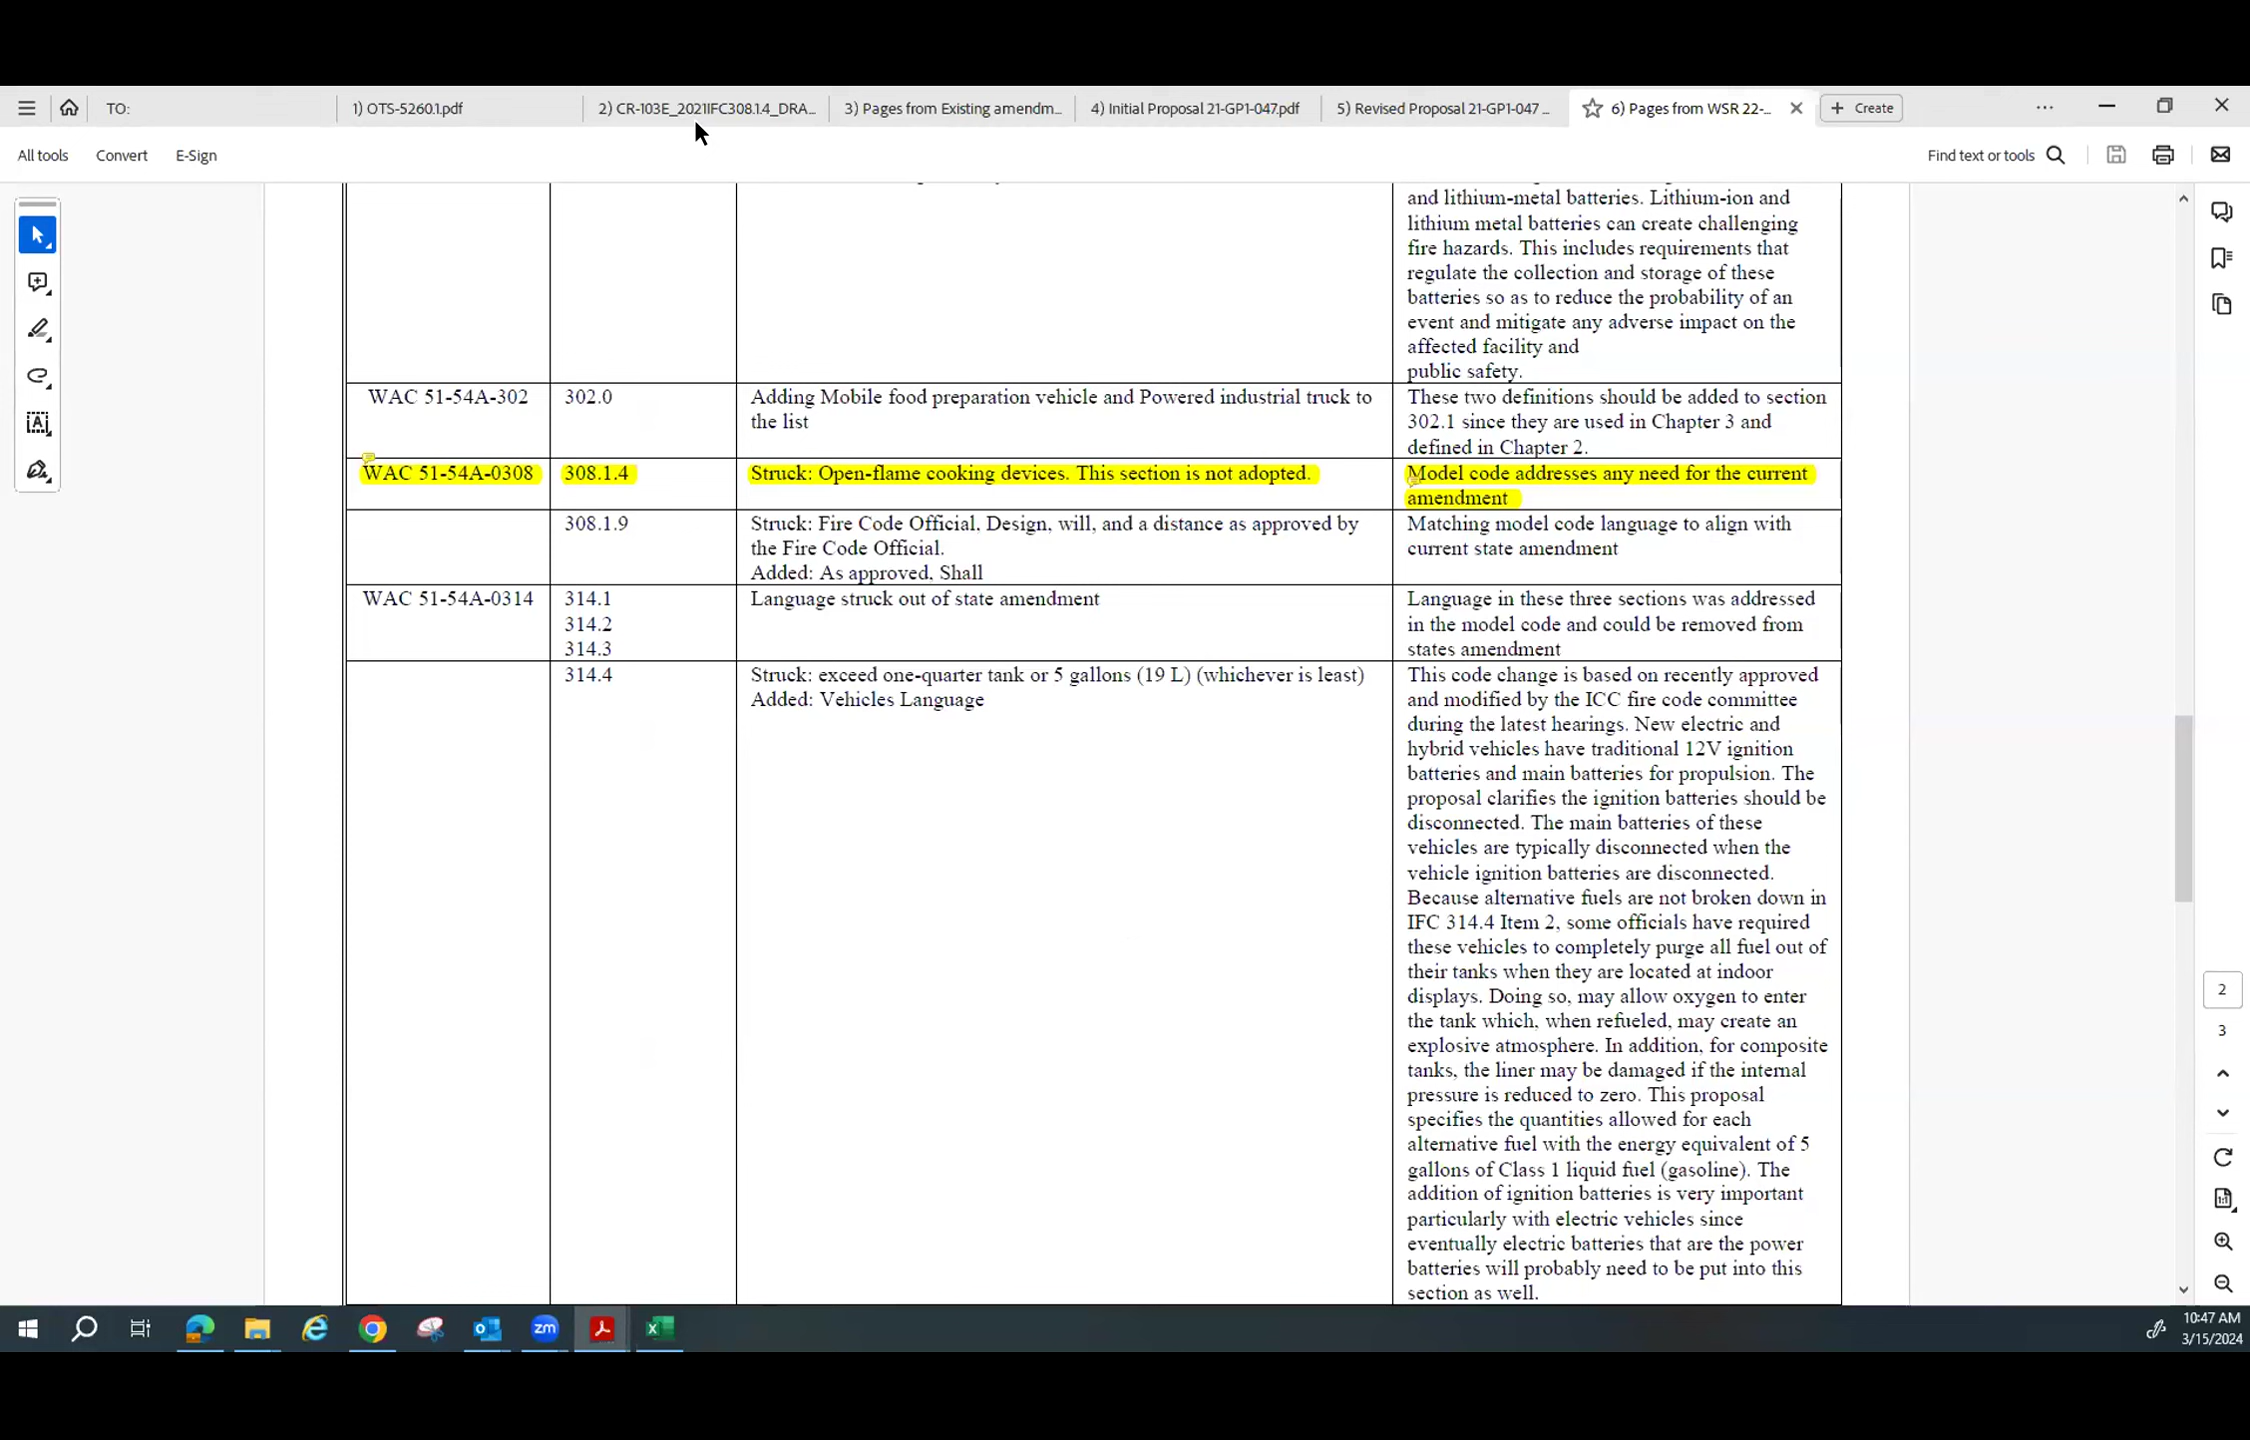 TO:
1) OTS-5260.1.pdf
2) CR-103E_2021IFC308.1.4_DRA...
3) Pages from Existing amendm...
4) Initial Proposal 21-GP1-047.pdf
5) Revised Proposal 21-GP1-047 ...
6) Pages from WSR 22-...
+ Create
All tools
Convert
E-Sign
Find text or tools
and lithium-metal batteries. Lithium-ion and
lithium metal batteries can create challenging
fire hazards. This includes requirements that
regulate the collection and storage of these
batteries so as to reduce the probability of an
event and mitigate any adverse impact on the
affected facility and
public safety.
WAC 51-54A-302
302.0
Adding Mobile food preparation vehicle and Powered industrial truck to
the list
These two definitions should be added to section
302.1 since they are used in Chapter 3 and
defined in Chapter 2.
WAC 51-54A-0308
308.1.4
Struck: Open-flame cooking devices. This section is not adopted.
Model code addresses any need for the current
amendment
308.1.9
Struck: Fire Code Official, Design, will, and a distance as approved by
the Fire Code Official.
Added: As approved, Shall
Matching model code language to align with
current state amendment
WAC 51-54A-0314
314.1
314.2
314.3
Language struck out of state amendment
Language in these three sections was addressed
in the model code and could be removed from
states amendment
314.4
Struck: exceed one-quarter tank or 5 gallons (19 L) (whichever is least)
Added: Vehicles Language
This code change is based on recently approved
and modified by the ICC fire code committee
during the latest hearings. New electric and
hybrid vehicles have traditional 12V ignition
batteries and main batteries for propulsion. The
proposal clarifies the ignition batteries should be
disconnected. The main batteries of these
vehicles are typically disconnected when the
vehicle ignition batteries are disconnected.
Because alternative fuels are not broken down in
IFC 314.4 Item 2, some officials have required
these vehicles to completely purge all fuel out of
their tanks when they are located at indoor
displays. Doing so, may allow oxygen to enter
the tank which, when refueled, may create an
explosive atmosphere. In addition, for composite
tanks, the liner may be damaged if the internal
pressure is reduced to zero. This proposal
specifies the quantities allowed for each
alternative fuel with the energy equivalent of 5
gallons of Class 1 liquid fuel (gasoline). The
addition of ignition batteries is very important
particularly with electric vehicles since
eventually electric batteries that are the power
batteries will probably need to be put into this
section as well.
2
3
zm
10:47 AM
3/15/2024